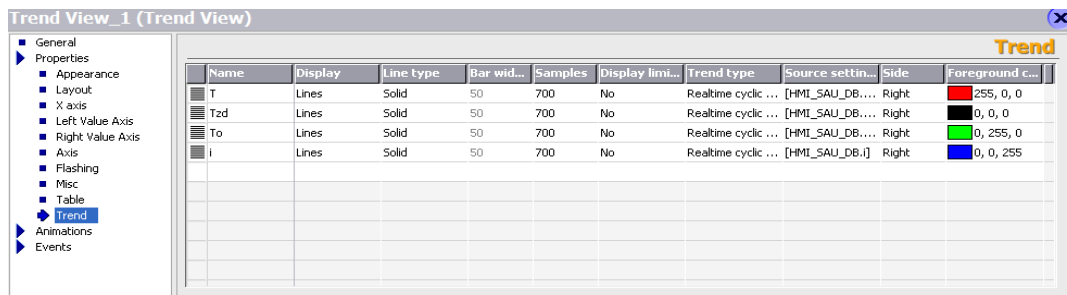 Trend View_1 (Trend View)
General
Properties
Appearance
Layout
X axis
Left Value Axis
Right Value Axis
Axis
Flashing
Misc
Table
Trend
Animations
Events
Trend
Name Display Line type Bar wid... Samples Display limi... Trend type Source settin... Side Foreground c...
T Lines Solid 50 700 No Realtime cyclic ... [HMI_SAU_DB.... Right 255, 0, 0
Tzd Lines Solid 50 700 No Realtime cyclic ... [HMI_SAU_DB.... Right 0, 0, 0
To Lines Solid 50 700 No Realtime cyclic ... [HMI_SAU_DB.... Right 0, 255, 0
i Lines Solid 50 700 No Realtime cyclic ... [HMI_SAU_DB.i] Right 0, 0, 255